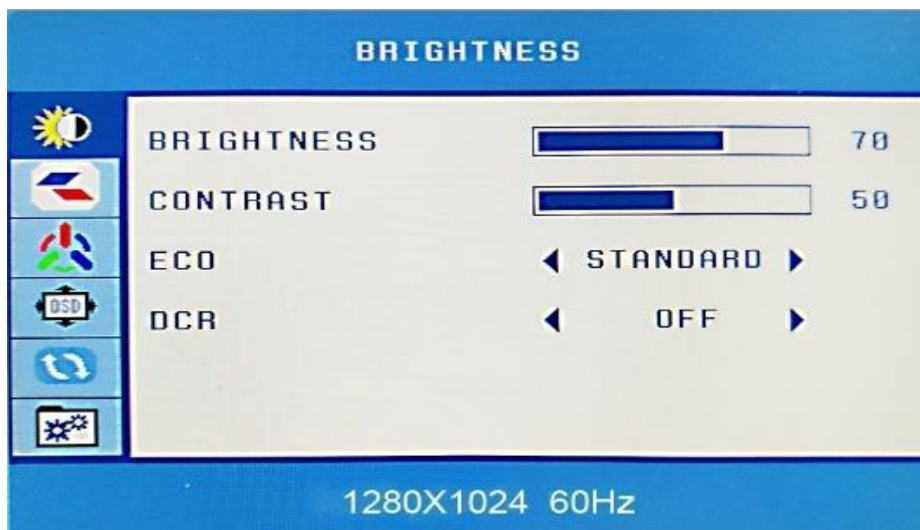 BRIGHTNESS
BRIGHTNESS 70
CONTRAST 50
ECO STANDARD
OSD
DCR OFF
1280X1024 60Hz